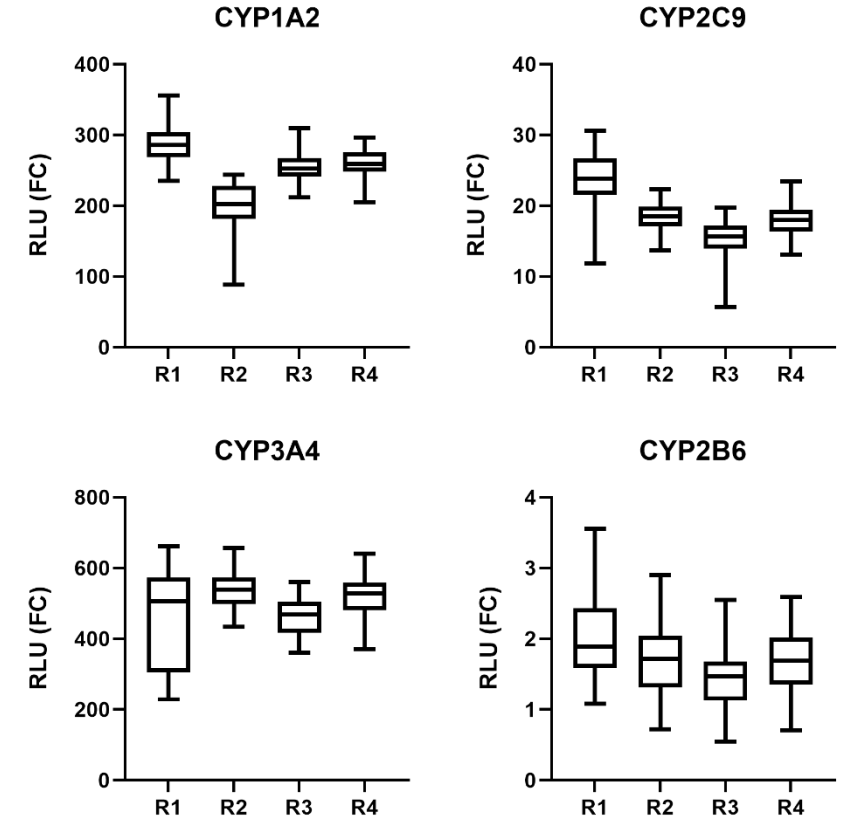 CYP1A2
400
300
200
100
0
RLU (FC)
R1 R2 R3 R4
CYP2C9
40
30
20
10
0
RLU (FC)
R1 R2 R3 R4
CYP3A4
800
600
400
200
0
RLU (FC)
R1 R2 R3 R4
CYP2B6
4
3
2
1
0
RLU (FC)
R1 R2 R3 R4